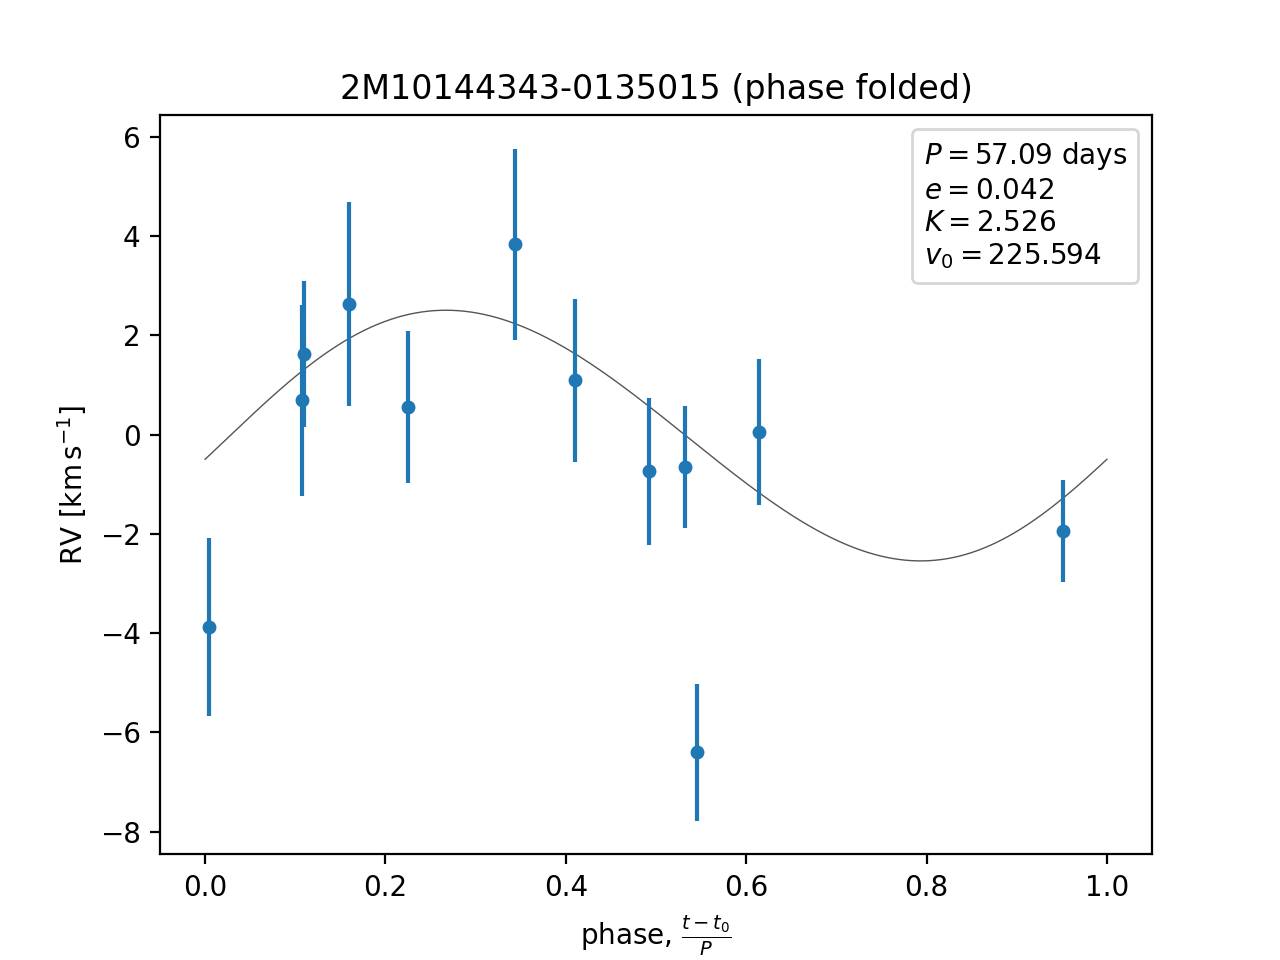 2M10144343-0135015 (phase folded)
P = 57.09 days
e = 0.042
K = 2.526
v₀ = 225.594
6
4
2
0
−2
−4
−6
−8
RV [km s⁻¹]
0.0 0.2 0.4 0.6 0.8 1.0
phase, (t − t₀)/P